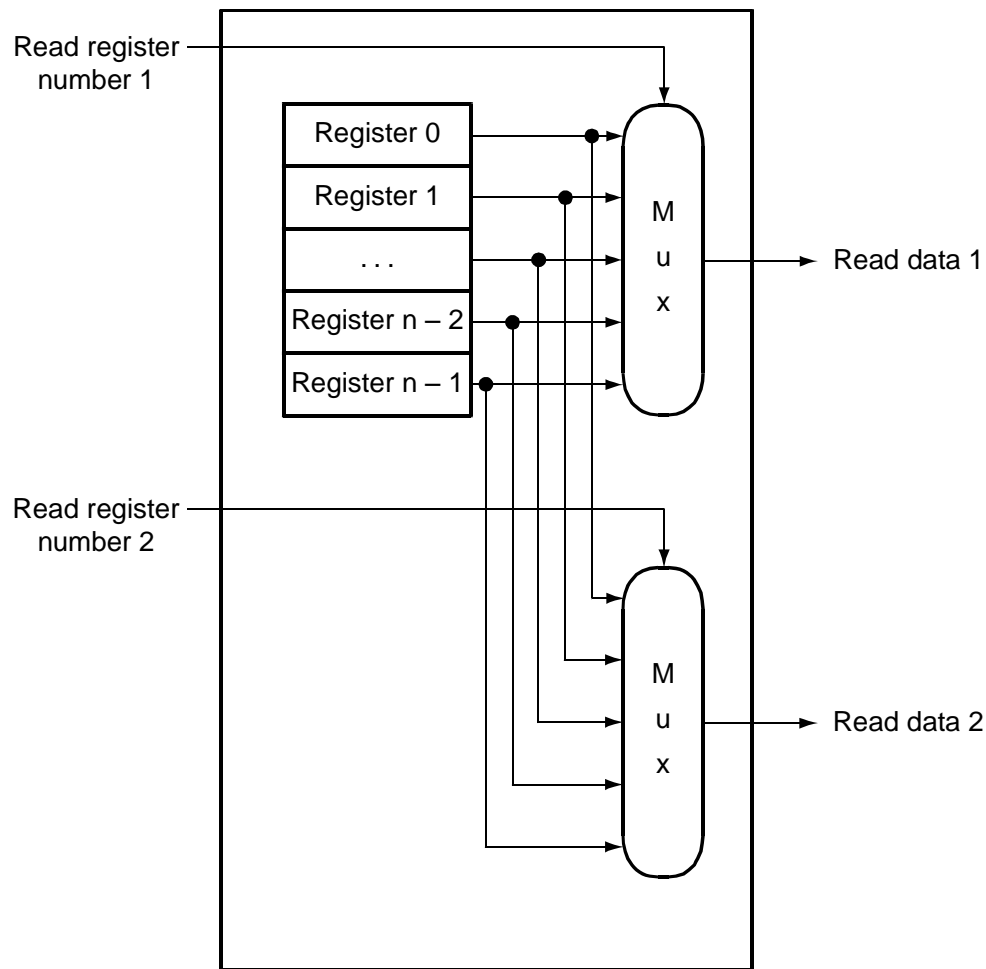 Read register
number 1
Register 0
Register 1
. . .
Register n – 2
Register n – 1
M
u
x
Read data 1
Read register
number 2
M
u
x
Read data 2